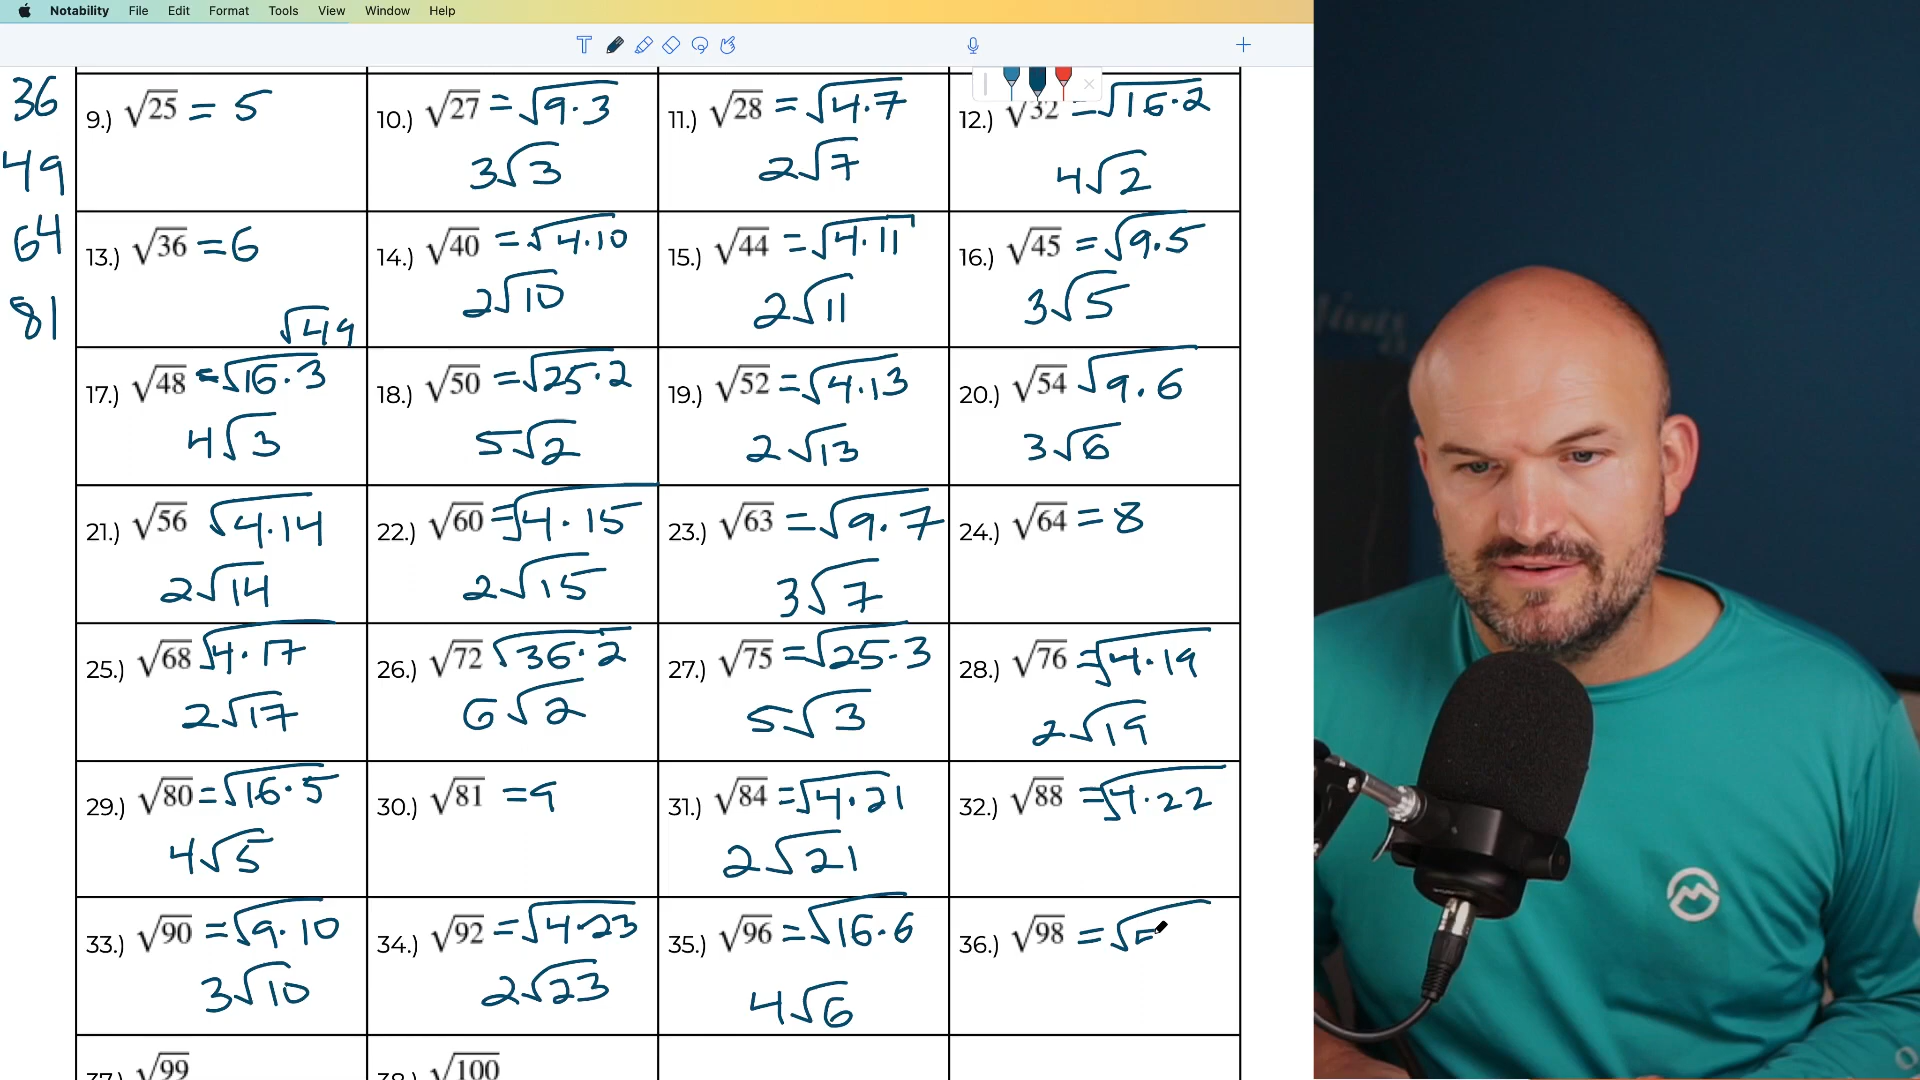 Notability File Edit Format Tools View Window Help
36
49
64
81
9.) √25 = 5
10.) √27 = √9·3
3√3
11.) √28 = √4·7
2√7
12.) √32 = √16·2
4√2
13.) √36 = 6
√49
14.) √40 = √4·10
2√10
15.) √44 = √4·11
2√11
16.) √45 = √9·5
3√5
17.) √48 = √16·3
4√3
18.) √50 = √25·2
5√2
19.) √52 = √4·13
2√13
20.) √54 √9·6
3√6
21.) √56 √4·14
2√14
22.) √60 = √4·15
2√15
23.) √63 = √9·7
3√7
24.) √64 = 8
25.) √68 √4·17
2√17
26.) √72 √36·2
6√2
27.) √75 = √25·3
5√3
28.) √76 = √4·19
2√19
29.) √80 = √16·5
4√5
30.) √81 = 9
31.) √84 = √4·21
2√21
32.) √88 = √4·22
33.) √90 = √9·10
3√10
34.) √92 = √4·23
2√23
35.) √96 = √16·6
4√6
36.) √98 = √
37.) √99
38.) √100